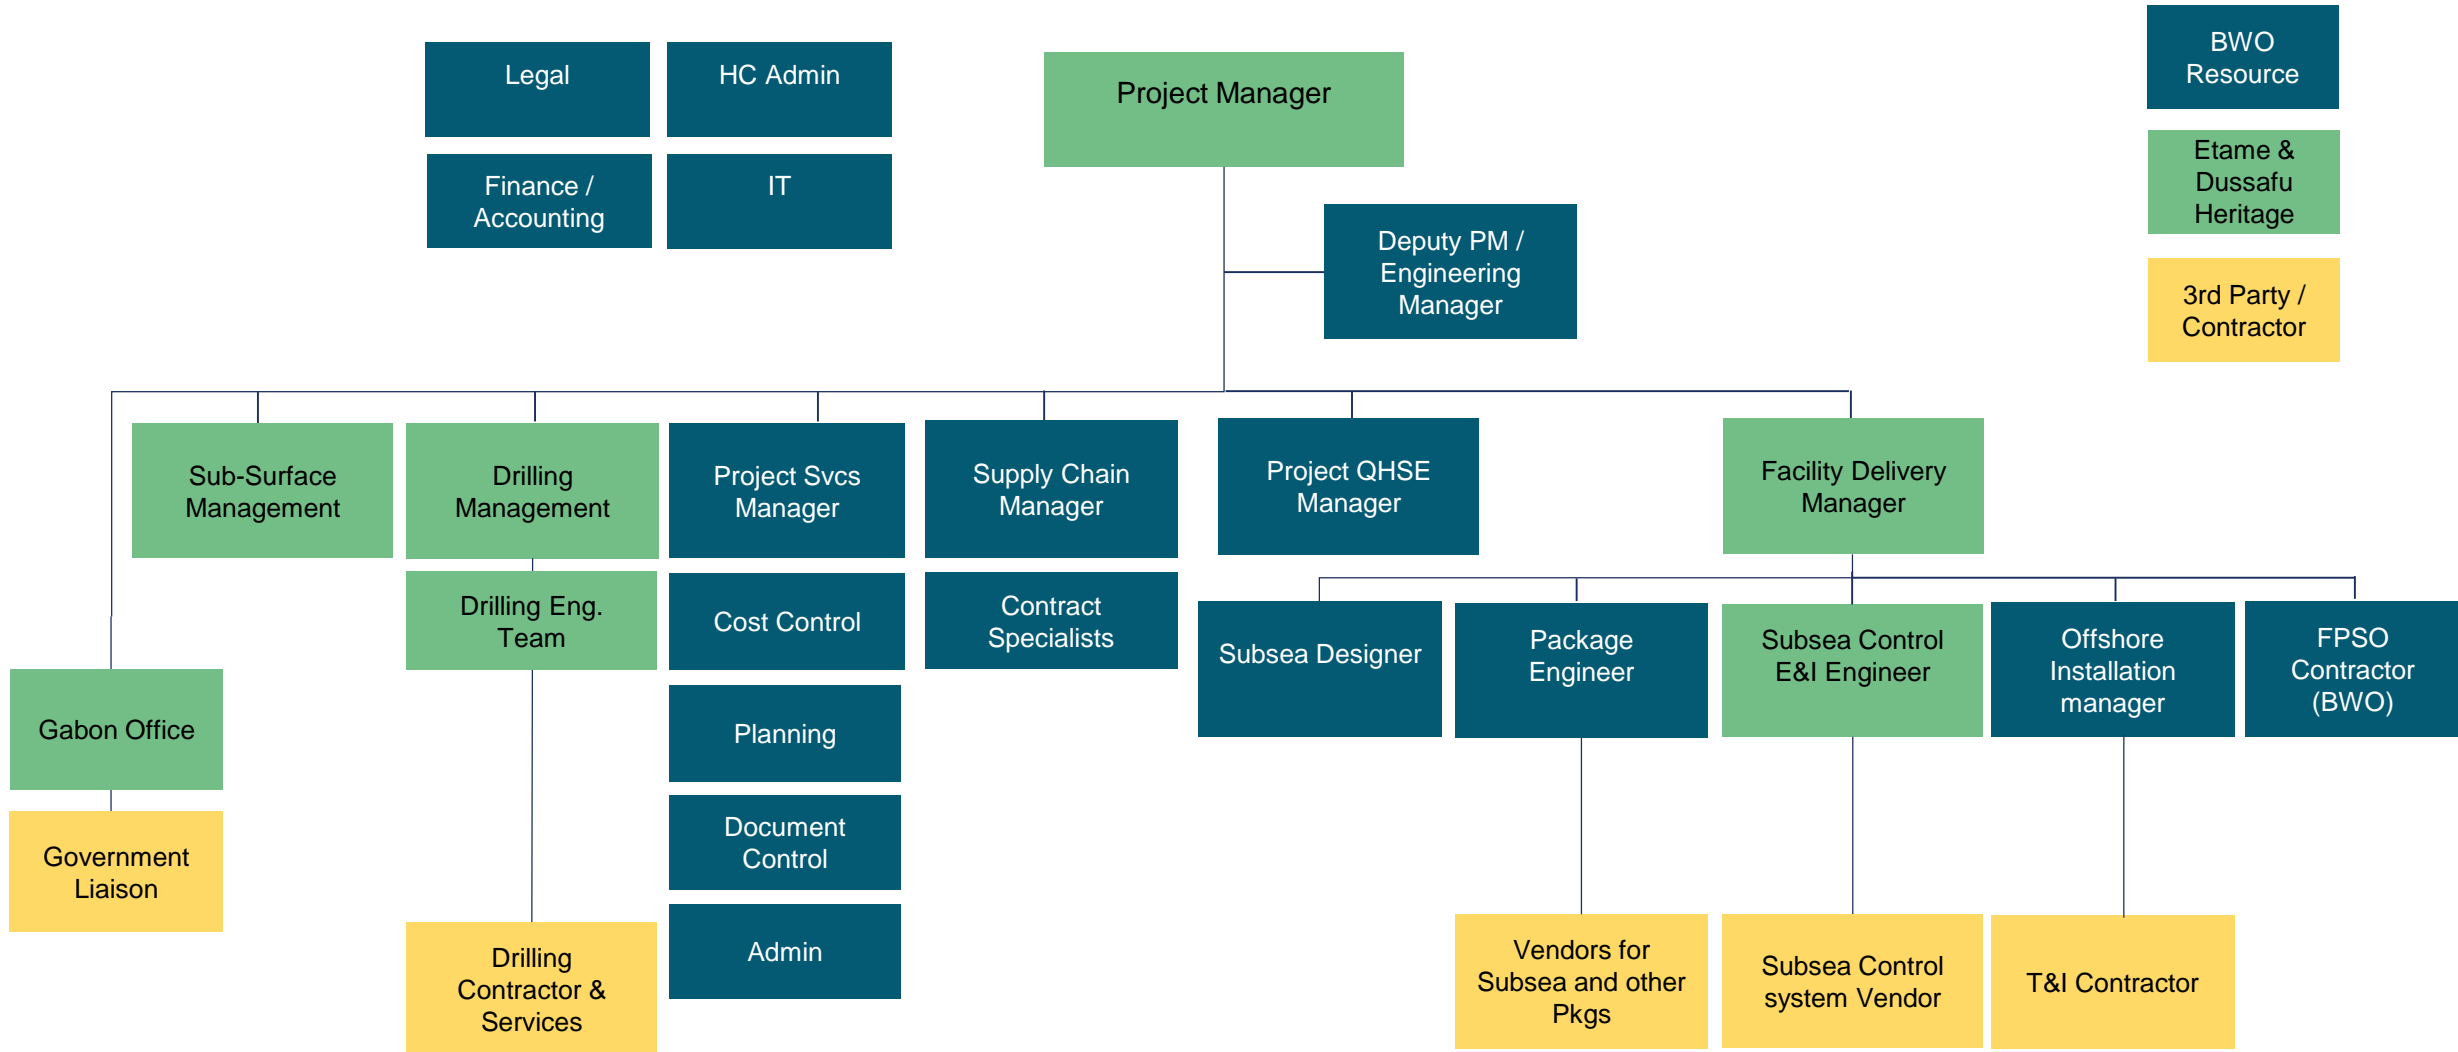 Legal
HC Admin
Finance /
Accounting
IT
Project Manager
Deputy PM /
Engineering
Manager
BWO
Resource
Etame &
Dussafu
Heritage
3rd Party /
Contractor
Sub-Surface
Management
Drilling
Management
Project Svcs
Manager
Supply Chain
Manager
Project QHSE
Manager
Facility Delivery
Manager
Drilling Eng.
Team
Cost Control
Contract
Specialists
Subsea Designer
Package
Engineer
Subsea Control
E&I Engineer
Offshore
Installation
manager
FPSO
Contractor
(BWO)
Gabon Office
Planning
Government
Liaison
Document
Control
Drilling
Contractor &
Services
Admin
Vendors for
Subsea and other
Pkgs
Subsea Control
system Vendor
T&I Contractor